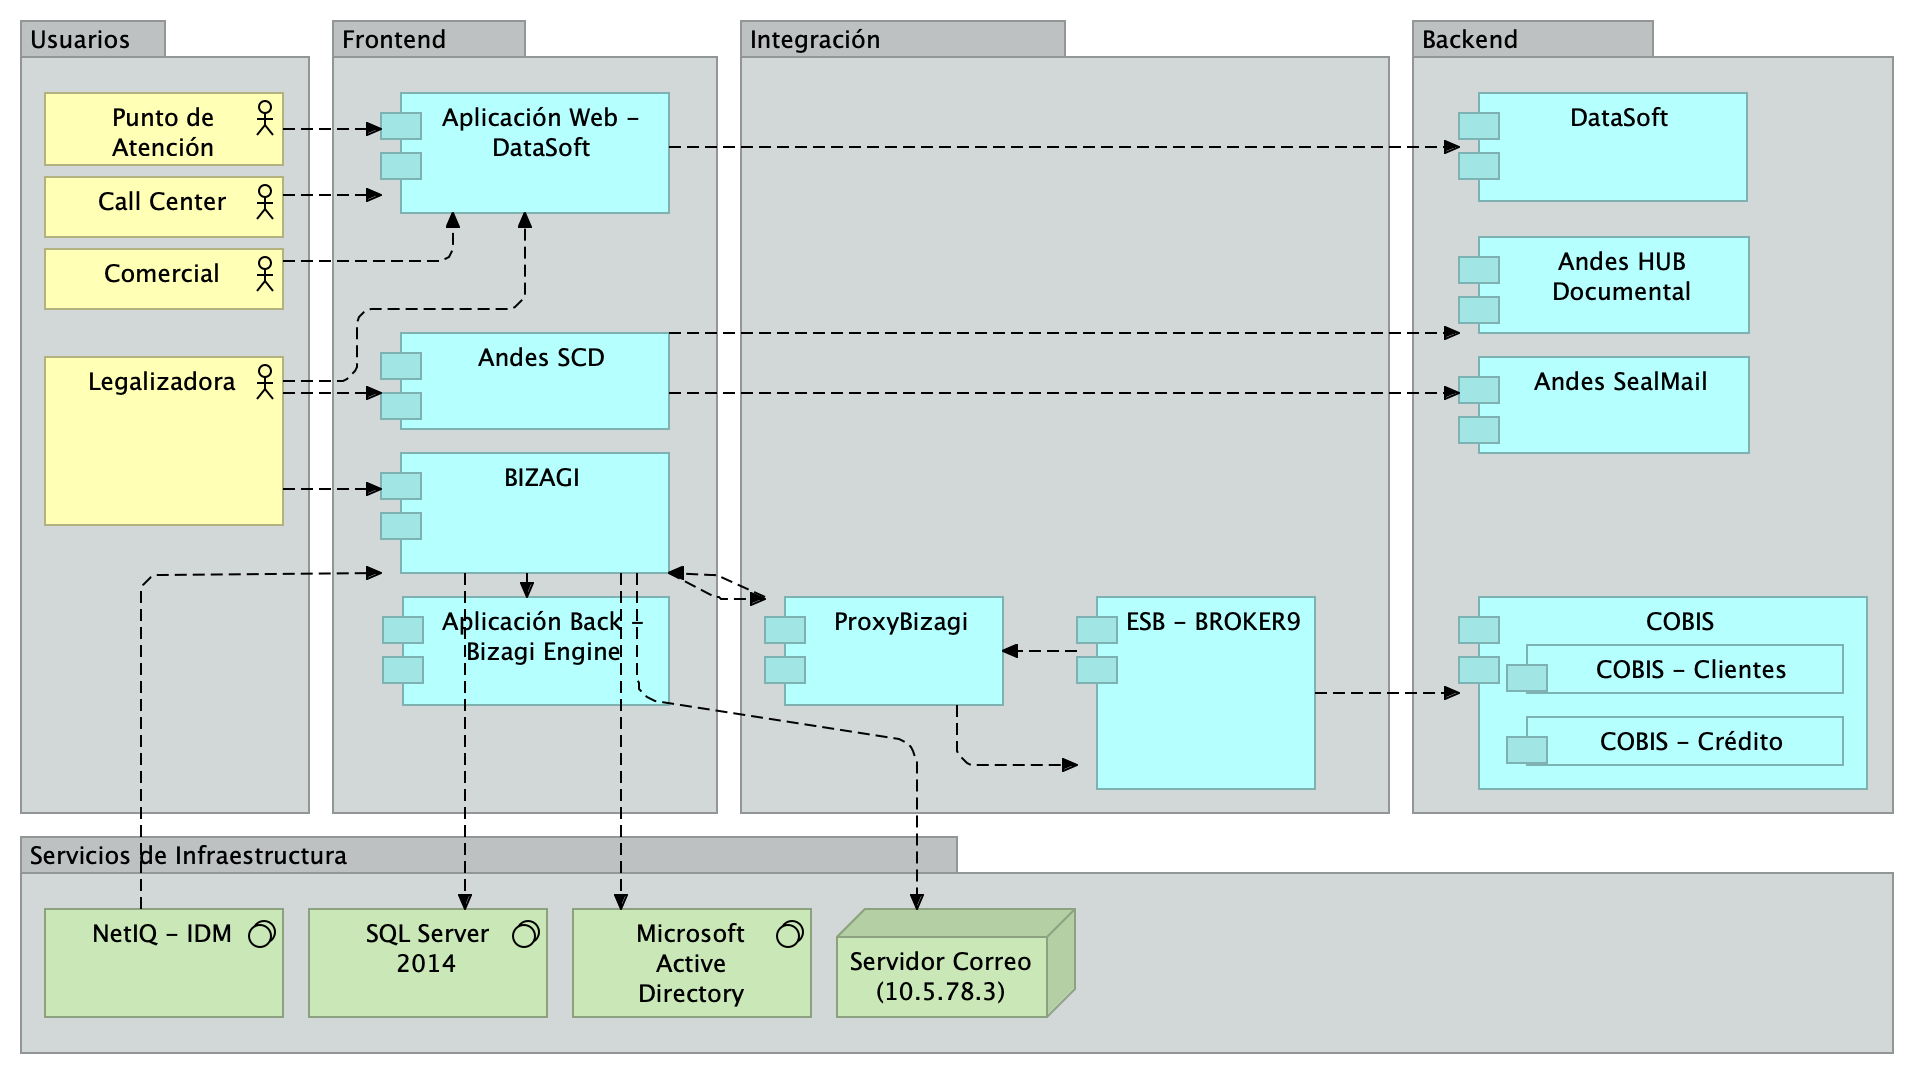 Usuarios
Punto de
Atención
Call Center
Comercial
Legalizadora
Frontend
Aplicación Web –
DataSoft
Andes SCD
BIZAGI
Aplicación Back –
Bizagi Engine
Integración
ProxyBizagi
ESB – BROKER9
Backend
DataSoft
Andes HUB
Documental
Andes SealMail
COBIS
COBIS – Clientes
COBIS – Crédito
Servicios de Infraestructura
NetIQ – IDM
SQL Server
2014
Microsoft
Active
Directory
Servidor Correo
(10.5.78.3)